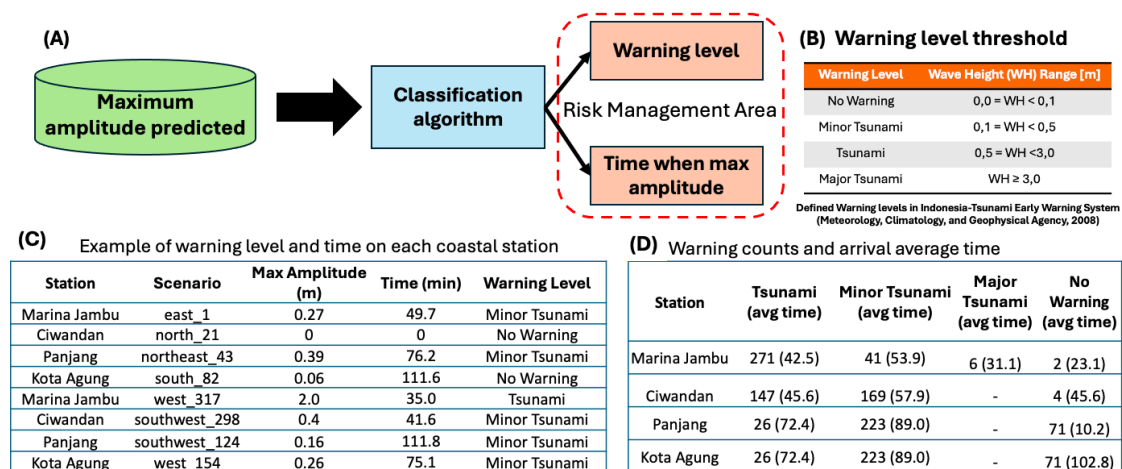 (A)
Maximum
amplitude predicted
Classification
algorithm
Warning level
Risk Management Area
Time when max
amplitude
(B) Warning level threshold
Warning Level Wave Height (WH) Range [m]
No Warning 0,0 = WH < 0,1
Minor Tsunami 0,1 = WH < 0,5
Tsunami 0,5 = WH <3,0
Major Tsunami WH ≥ 3,0
Defined Warning levels in Indonesia-Tsunami Early Warning System
(Meteorology, Climatology, and Geophysical Agency, 2008)
(C) Example of warning level and time on each coastal station
Station Scenario Max Amplitude (m) Time (min) Warning Level
Marina Jambu east_1 0.27 49.7 Minor Tsunami
Ciwandan north_21 0 0 No Warning
Panjang northeast_43 0.39 76.2 Minor Tsunami
Kota Agung south_82 0.06 111.6 No Warning
Marina Jambu west_317 2.0 35.0 Tsunami
Ciwandan southwest_298 0.4 41.6 Minor Tsunami
Panjang southwest_124 0.16 111.8 Minor Tsunami
Kota Agung west_154 0.26 75.1 Minor Tsunami
(D) Warning counts and arrival average time
Station Tsunami (avg time) Minor Tsunami (avg time) Major Tsunami (avg time) No Warning (avg time)
Marina Jambu 271 (42.5) 41 (53.9) 6 (31.1) 2 (23.1)
Ciwandan 147 (45.6) 169 (57.9) - 4 (45.6)
Panjang 26 (72.4) 223 (89.0) - 71 (10.2)
Kota Agung 26 (72.4) 223 (89.0) - 71 (102.8)